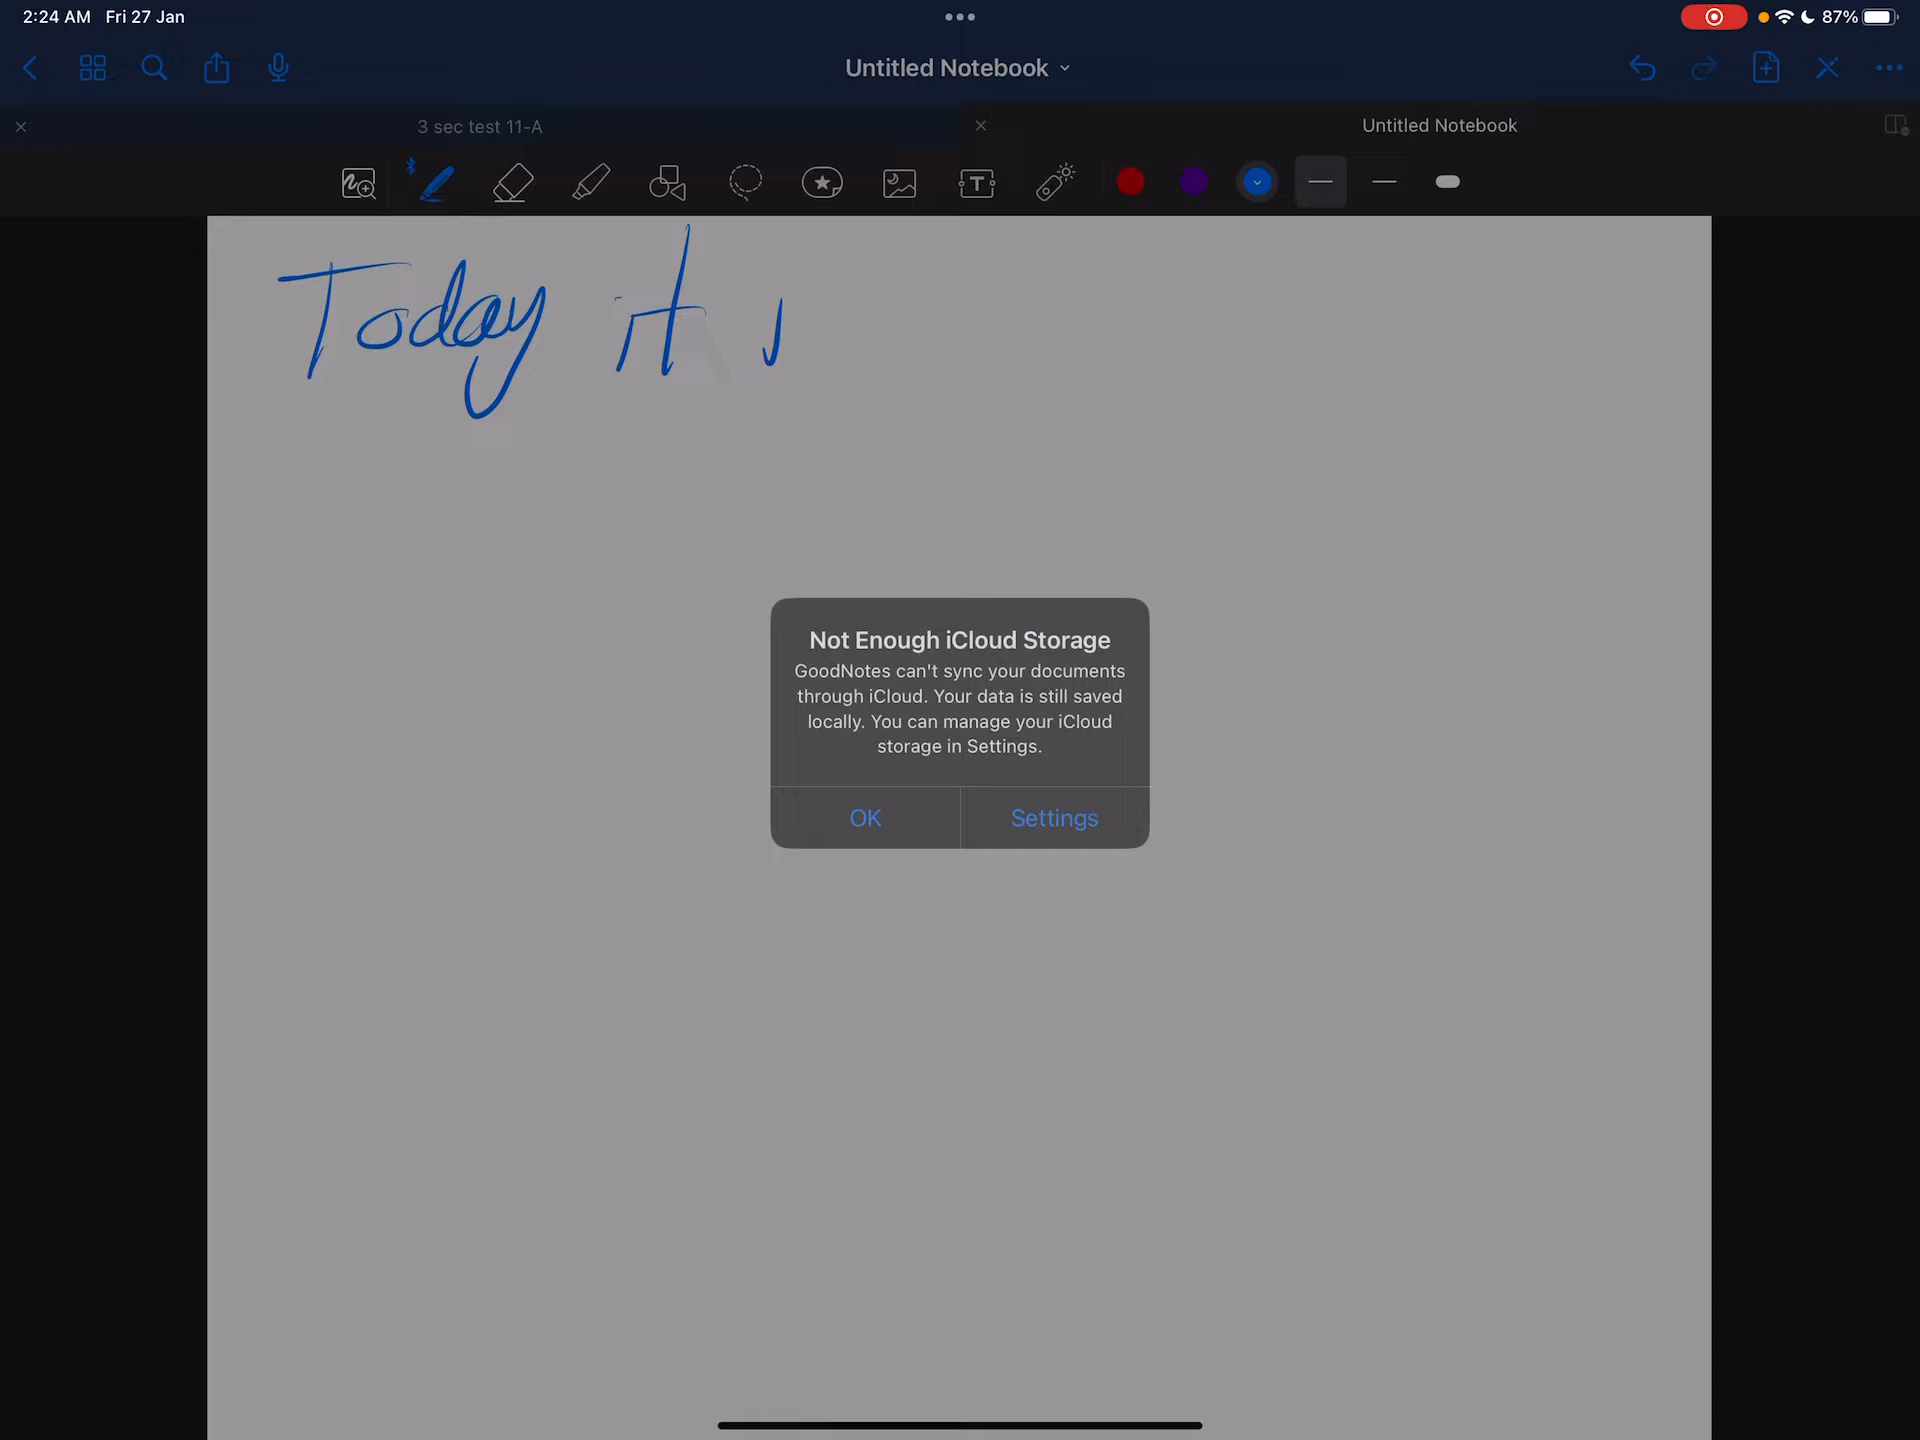 2:24 AM Fri 27 Jan
87%
Untitled Notebook
3 sec test 11-A
Untitled Notebook
T
Today it
Not Enough iCloud Storage
GoodNotes can't sync your documents
through iCloud. Your data is still saved
locally. You can manage your iCloud
storage in Settings.
OK Settings